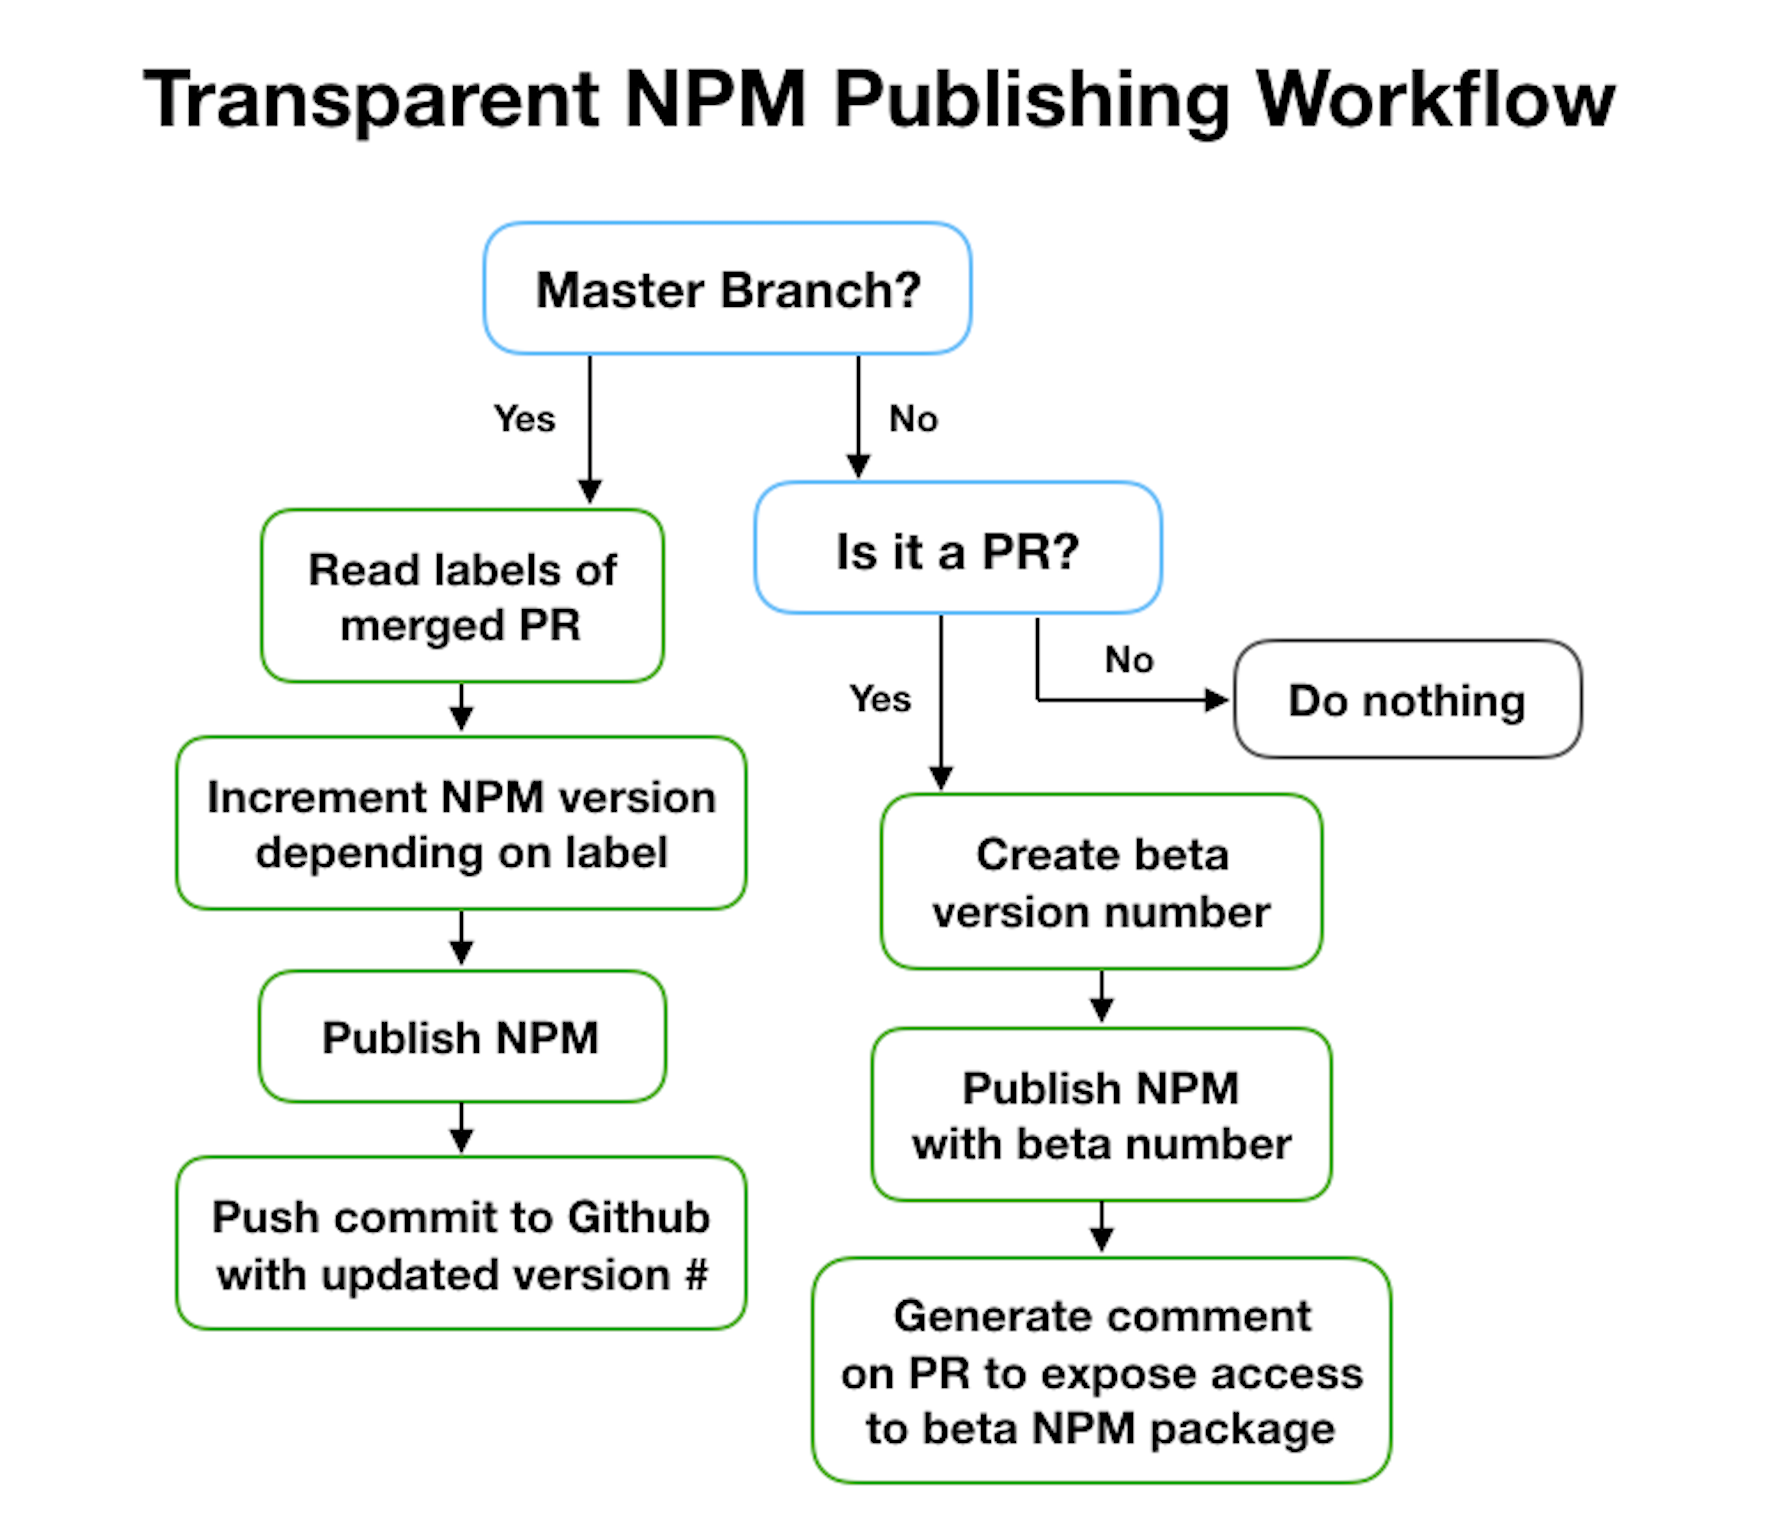 Transparent NPM Publishing Workflow
Master Branch?
Yes
No
Read labels of
merged PR
Is it a PR?
Yes
No
Do nothing
Increment NPM version
depending on label
Create beta
version number
Publish NPM
Publish NPM
with beta number
Push commit to Github
with updated version #
Generate comment
on PR to expose access
to beta NPM package